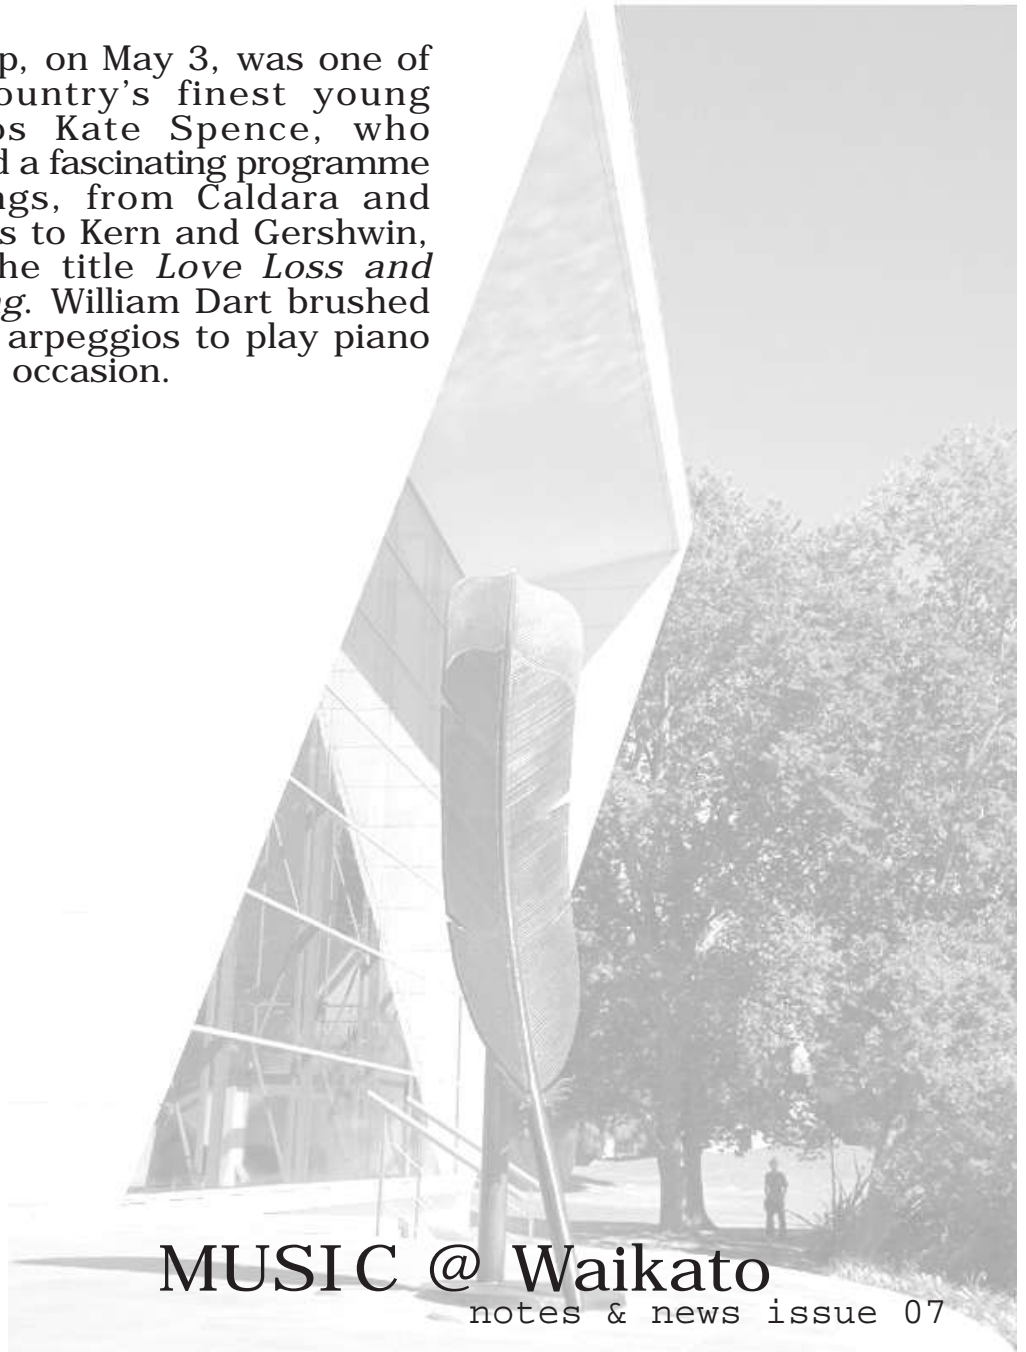 p, on May 3, was one of
ountry's finest young
os Kate Spence, who
d a fascinating programme
ngs, from Caldara and
s to Kern and Gershwin,
he title Love Loss and
g. William Dart brushed
arpeggios to play piano
occasion.
MUSIC @ Waikato
notes & news issue 07